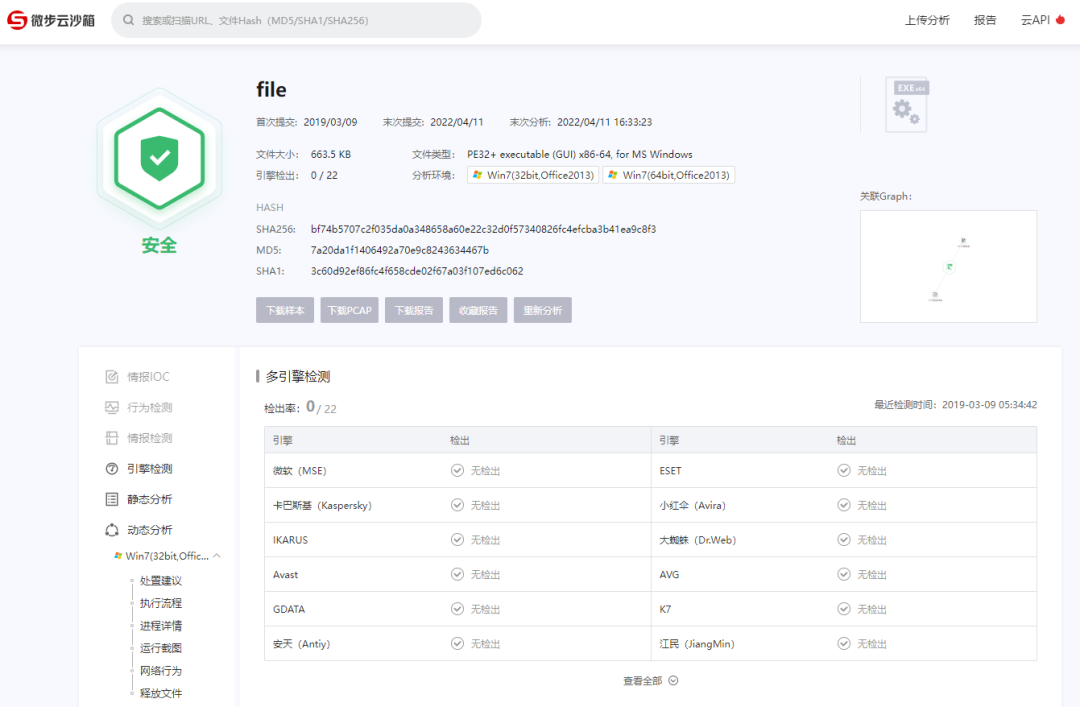 微步云沙箱
搜索或扫描URL、文件Hash（MD5/SHA1/SHA256）
上传分析 报告 云API
安全
file
首次提交: 2019/03/09 末次提交: 2022/04/11 末次分析: 2022/04/11 16:33:23
文件大小: 663.5 KB 文件类型: PE32+ executable (GUI) x86-64, for MS Windows
引擎检出: 0 / 22 分析环境: Win7(32bit,Office2013) Win7(64bit,Office2013)
HASH
SHA256: bf74b5707c2f035da0a348658a60e22c32d0f57340826fc4efcba3b41ea9c8f3
MD5: 7a20da1f1406492a70e9c8243634467b
SHA1: 3c60d92ef86fc4f658cde02f67a03f107ed6c062
下载样本 下载PCAP 下载报告 收藏报告 重新分析
EXE x64
关联Graph:
情报IOC
行为检测
情报检测
引擎检测
静态分析
动态分析
Win7(32bit,Offic...
处置建议
执行流程
进程详情
运行截图
网络行为
释放文件
多引擎检测
检出率: 0 / 22 最近检测时间: 2019-03-09 05:34:42
引擎 检出 引擎 检出
微软（MSE） 无检出 ESET 无检出
卡巴斯基（Kaspersky） 无检出 小红伞（Avira） 无检出
IKARUS 无检出 大蜘蛛（Dr.Web） 无检出
Avast 无检出 AVG 无检出
GDATA 无检出 K7 无检出
安天（Antiy） 无检出 江民（JiangMin） 无检出
查看全部